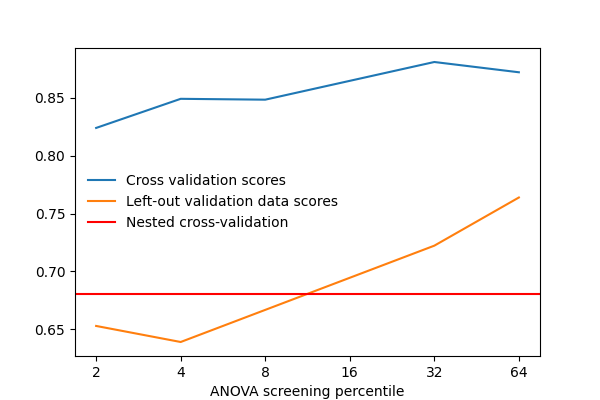 0.85
0.80
0.75
0.70
0.65
Cross validation scores
Left-out validation data scores
Nested cross-validation
2 4 8 16 32 64
ANOVA screening percentile